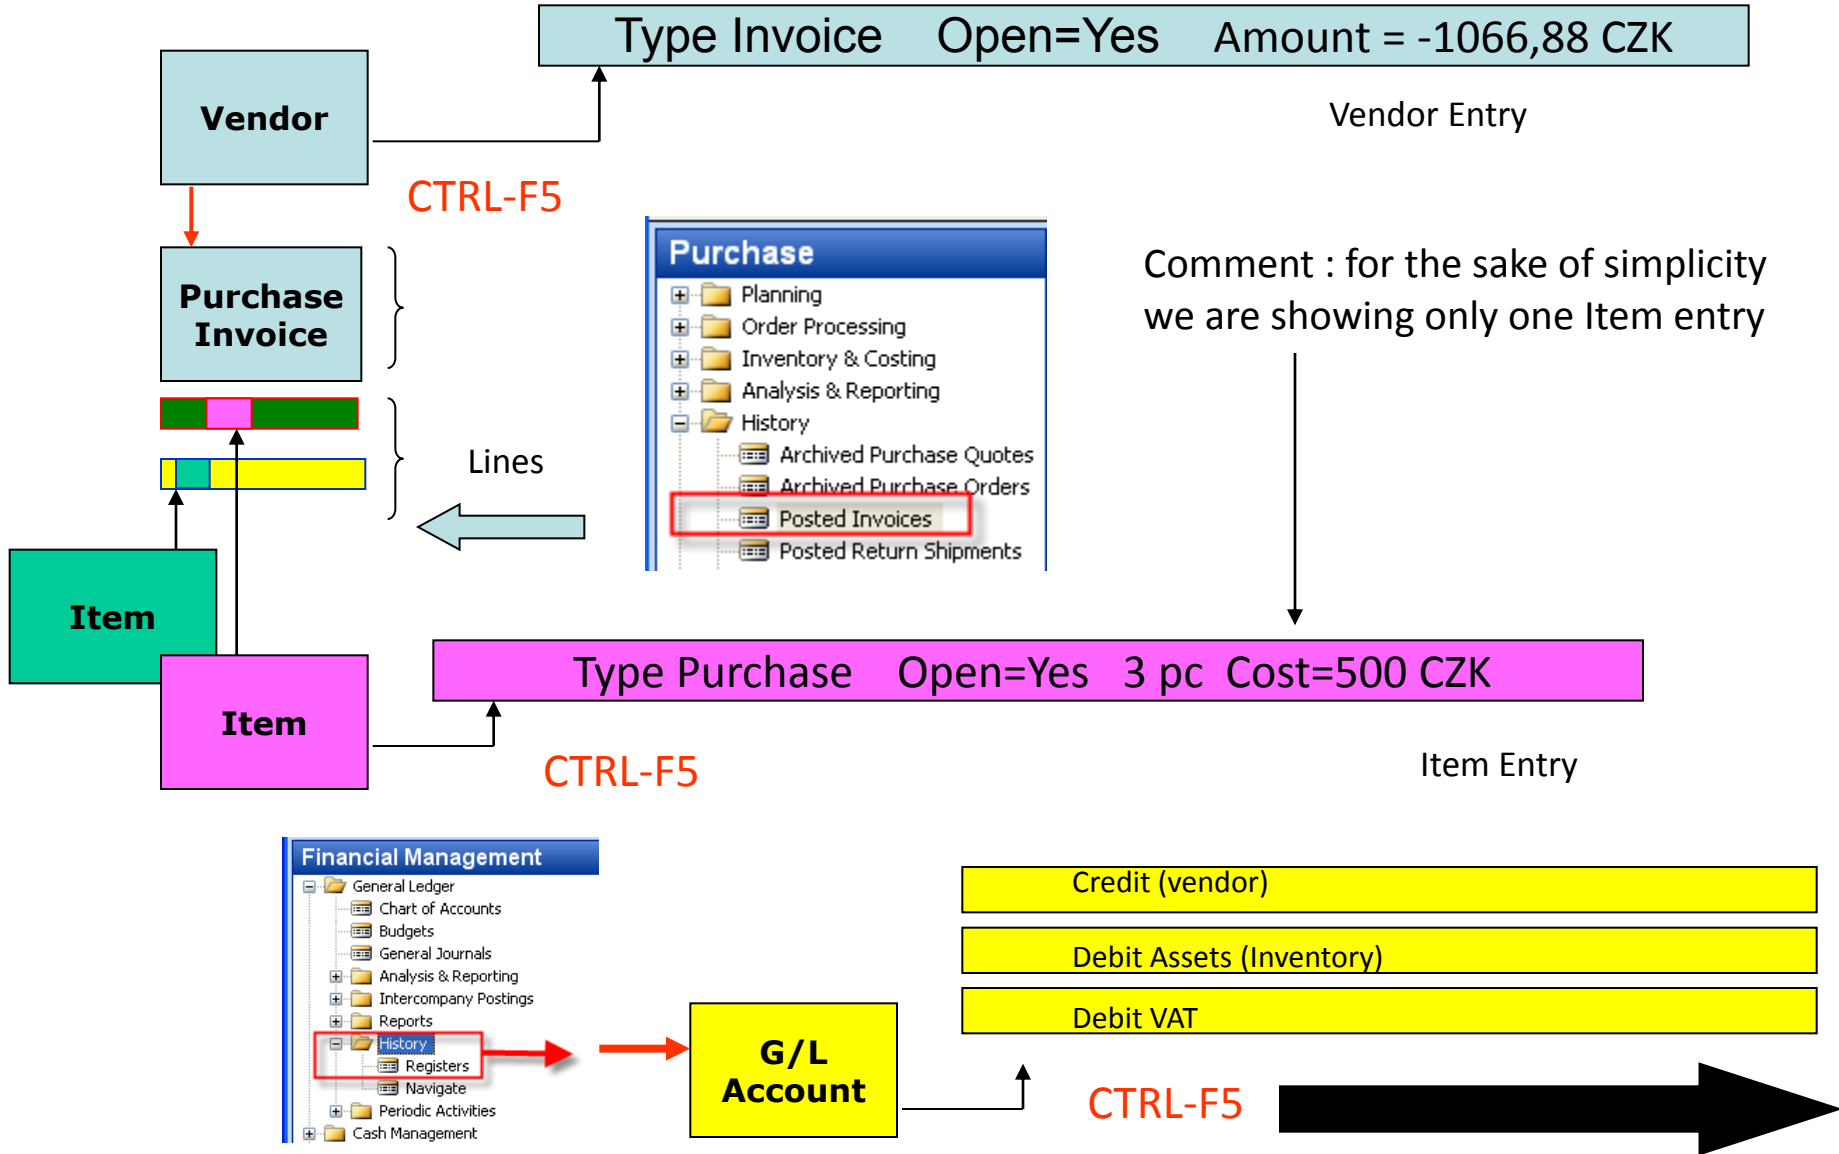 Type Invoice Open=Yes Amount = -1066,88 CZK
Vendor
Vendor Entry
CTRL-F5
Purchase
Invoice
Purchase
Planning
Order Processing
Inventory & Costing
Analysis & Reporting
History
Archived Purchase Quotes
Archived Purchase Orders
Posted Invoices
Posted Return Shipments
Comment : for the sake of simplicity
we are showing only one Item entry
Lines
Item
Item
Type Purchase Open=Yes 3 pc Cost=500 CZK
CTRL-F5
Item Entry
Financial Management
General Ledger
Chart of Accounts
Budgets
General Journals
Analysis & Reporting
Intercompany Postings
Reports
History
Registers
Navigate
Periodic Activities
Cash Management
G/L
Account
Credit (vendor)
Debit Assets (Inventory)
Debit VAT
CTRL-F5